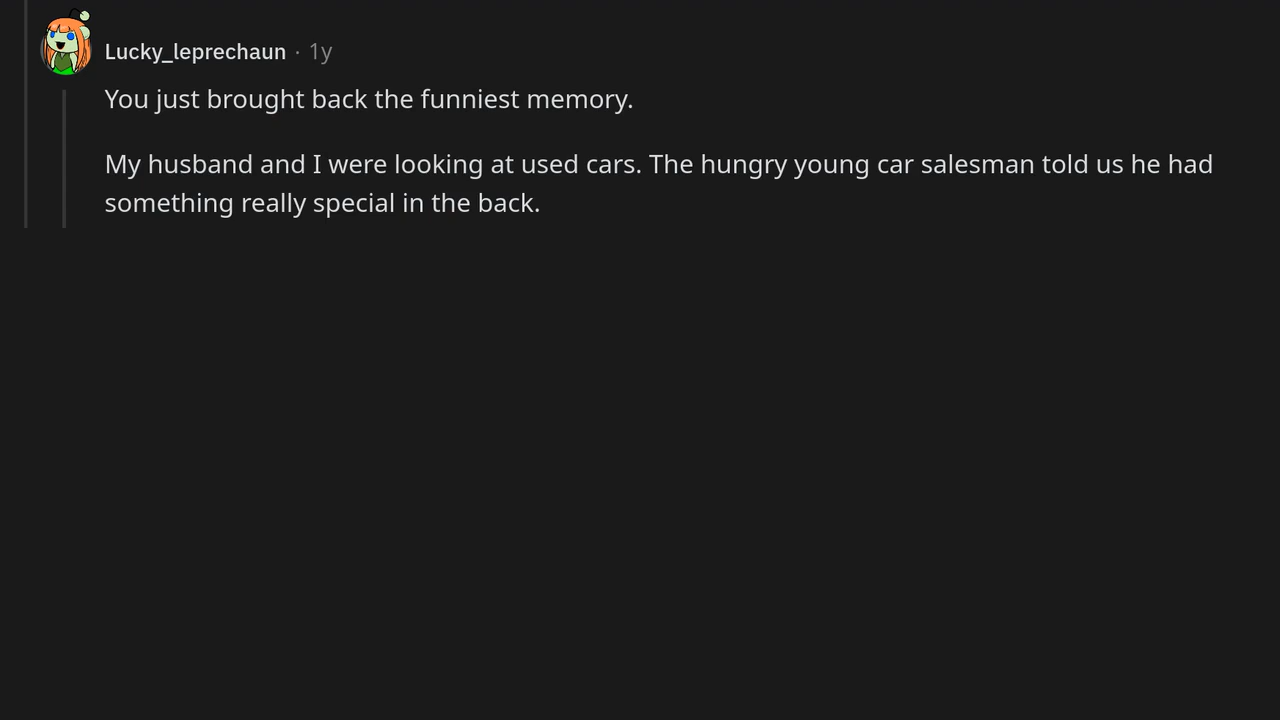 Lucky_leprechaun · 1y
You just brought back the funniest memory.
My husband and I were looking at used cars. The hungry young car salesman told us he had
something really special in the back.